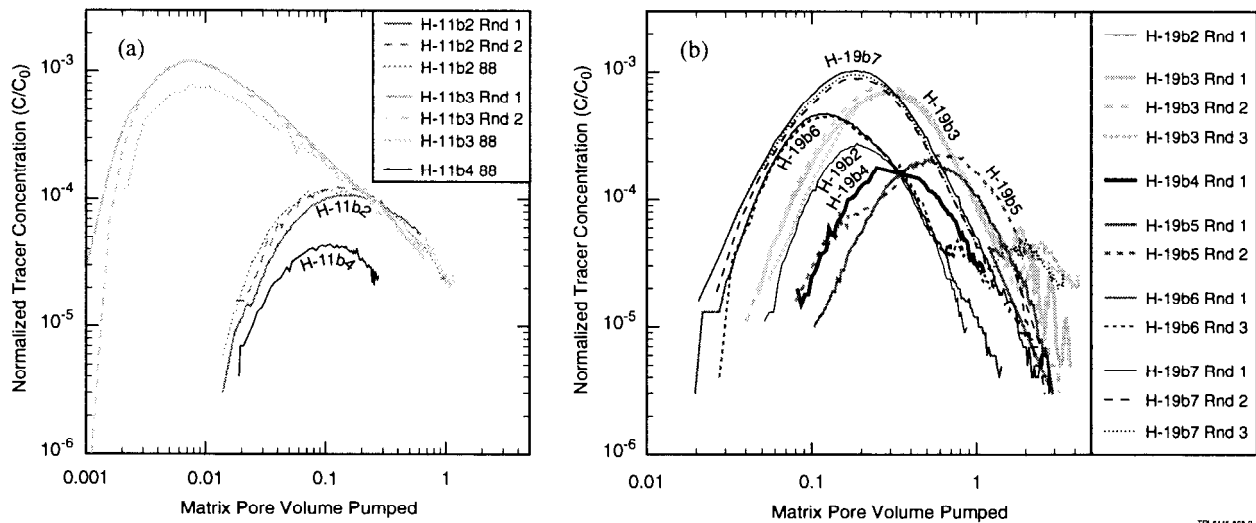 (a)
H-11b2 Rnd 1
H-11b2 Rnd 2
H-11b2 88
H-11b3 Rnd 1
H-11b3 Rnd 2
H-11b3 88
H-11b4 88
H-11b2
H-11b4
Normalized Tracer Concentration (C/C₀)
10⁻³
10⁻⁴
10⁻⁵
10⁻⁶
0.001
0.01
0.1
1
Matrix Pore Volume Pumped
(b)
H-19b7
H-19b3
H-19b6
H-19b2
H-19b4
H-19b5
Normalized Tracer Concentration (C/C₀)
10⁻³
10⁻⁴
10⁻⁵
10⁻⁶
0.01
0.1
1
Matrix Pore Volume Pumped
H-19b2 Rnd 1
H-19b3 Rnd 1
H-19b3 Rnd 2
H-19b3 Rnd 3
H-19b4 Rnd 1
H-19b5 Rnd 1
H-19b5 Rnd 2
H-19b6 Rnd 1
H-19b6 Rnd 3
H-19b7 Rnd 1
H-19b7 Rnd 2
H-19b7 Rnd 3